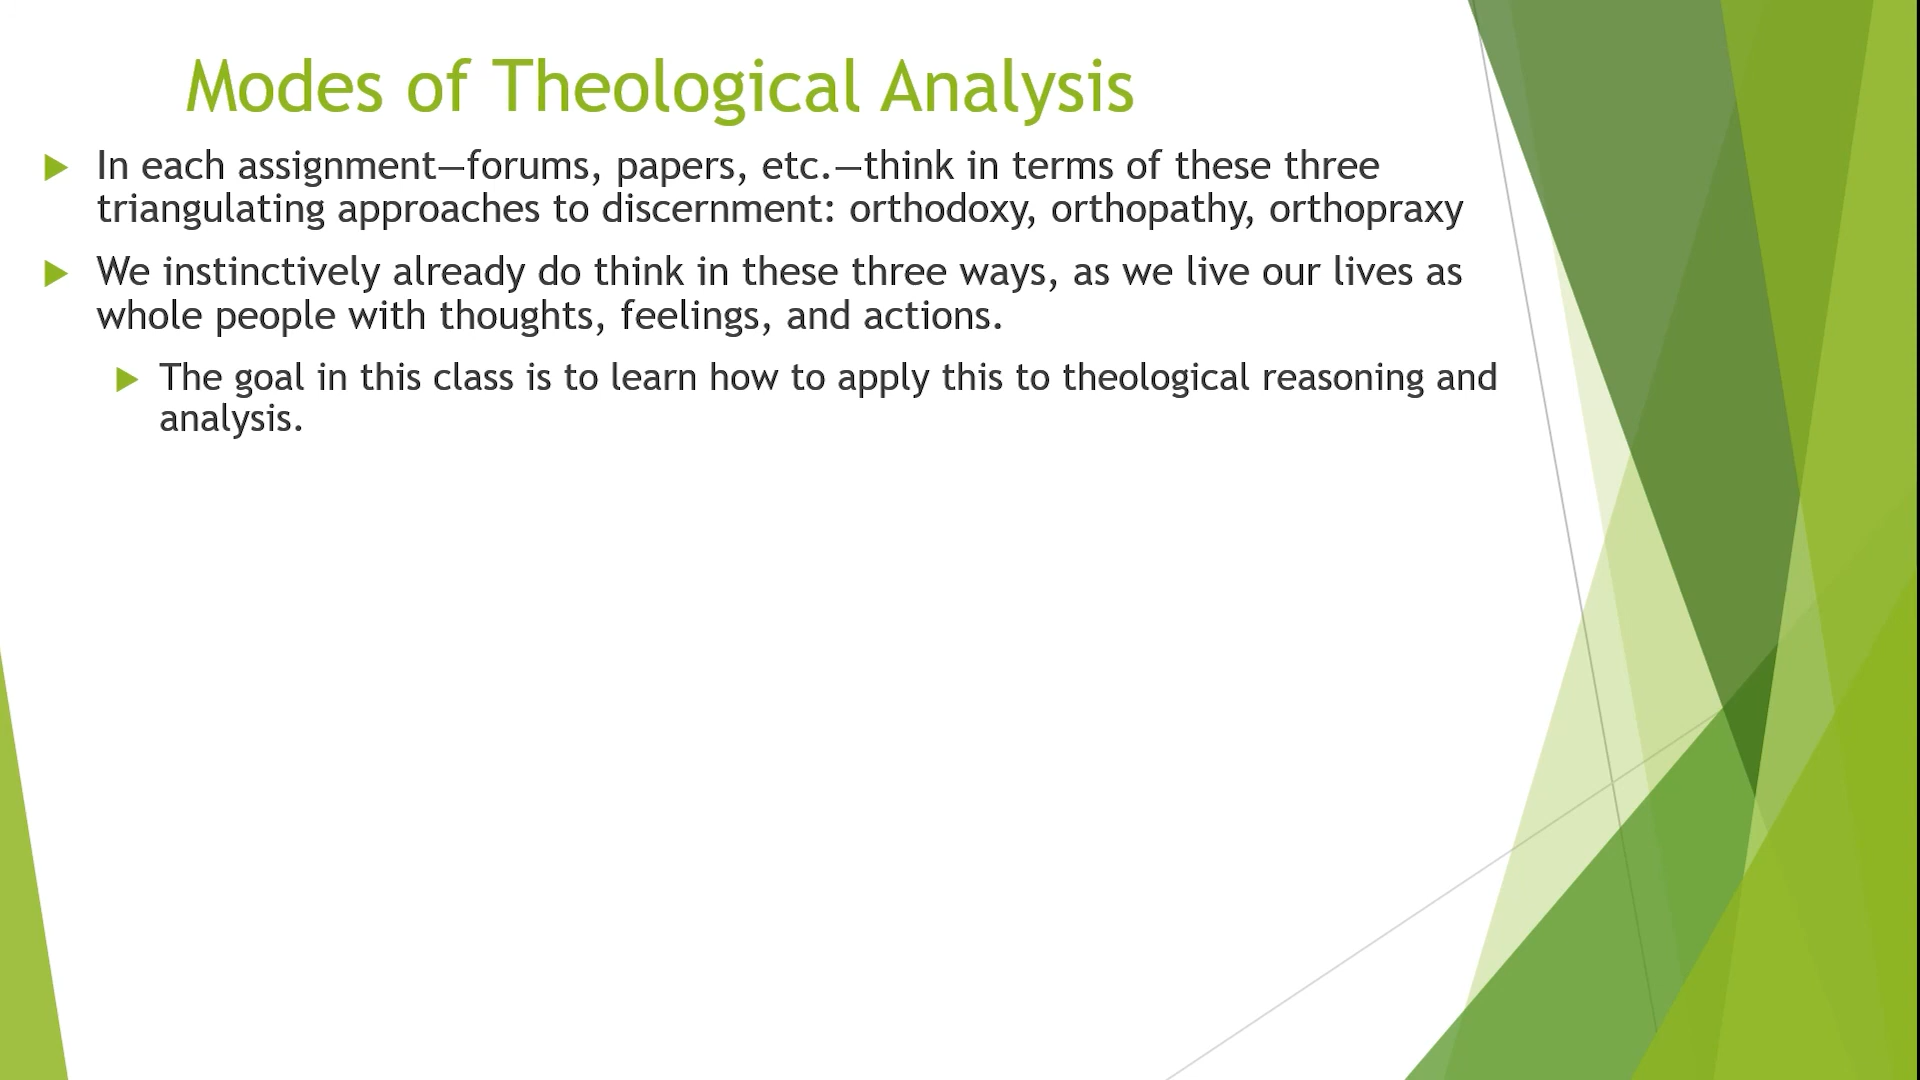 Modes of Theological Analysis
In each assignment—forums, papers, etc.—think in terms of these three
triangulating approaches to discernment: orthodoxy, orthopathy, orthopraxy
We instinctively already do think in these three ways, as we live our lives as
whole people with thoughts, feelings, and actions.
The goal in this class is to learn how to apply this to theological reasoning and
analysis.